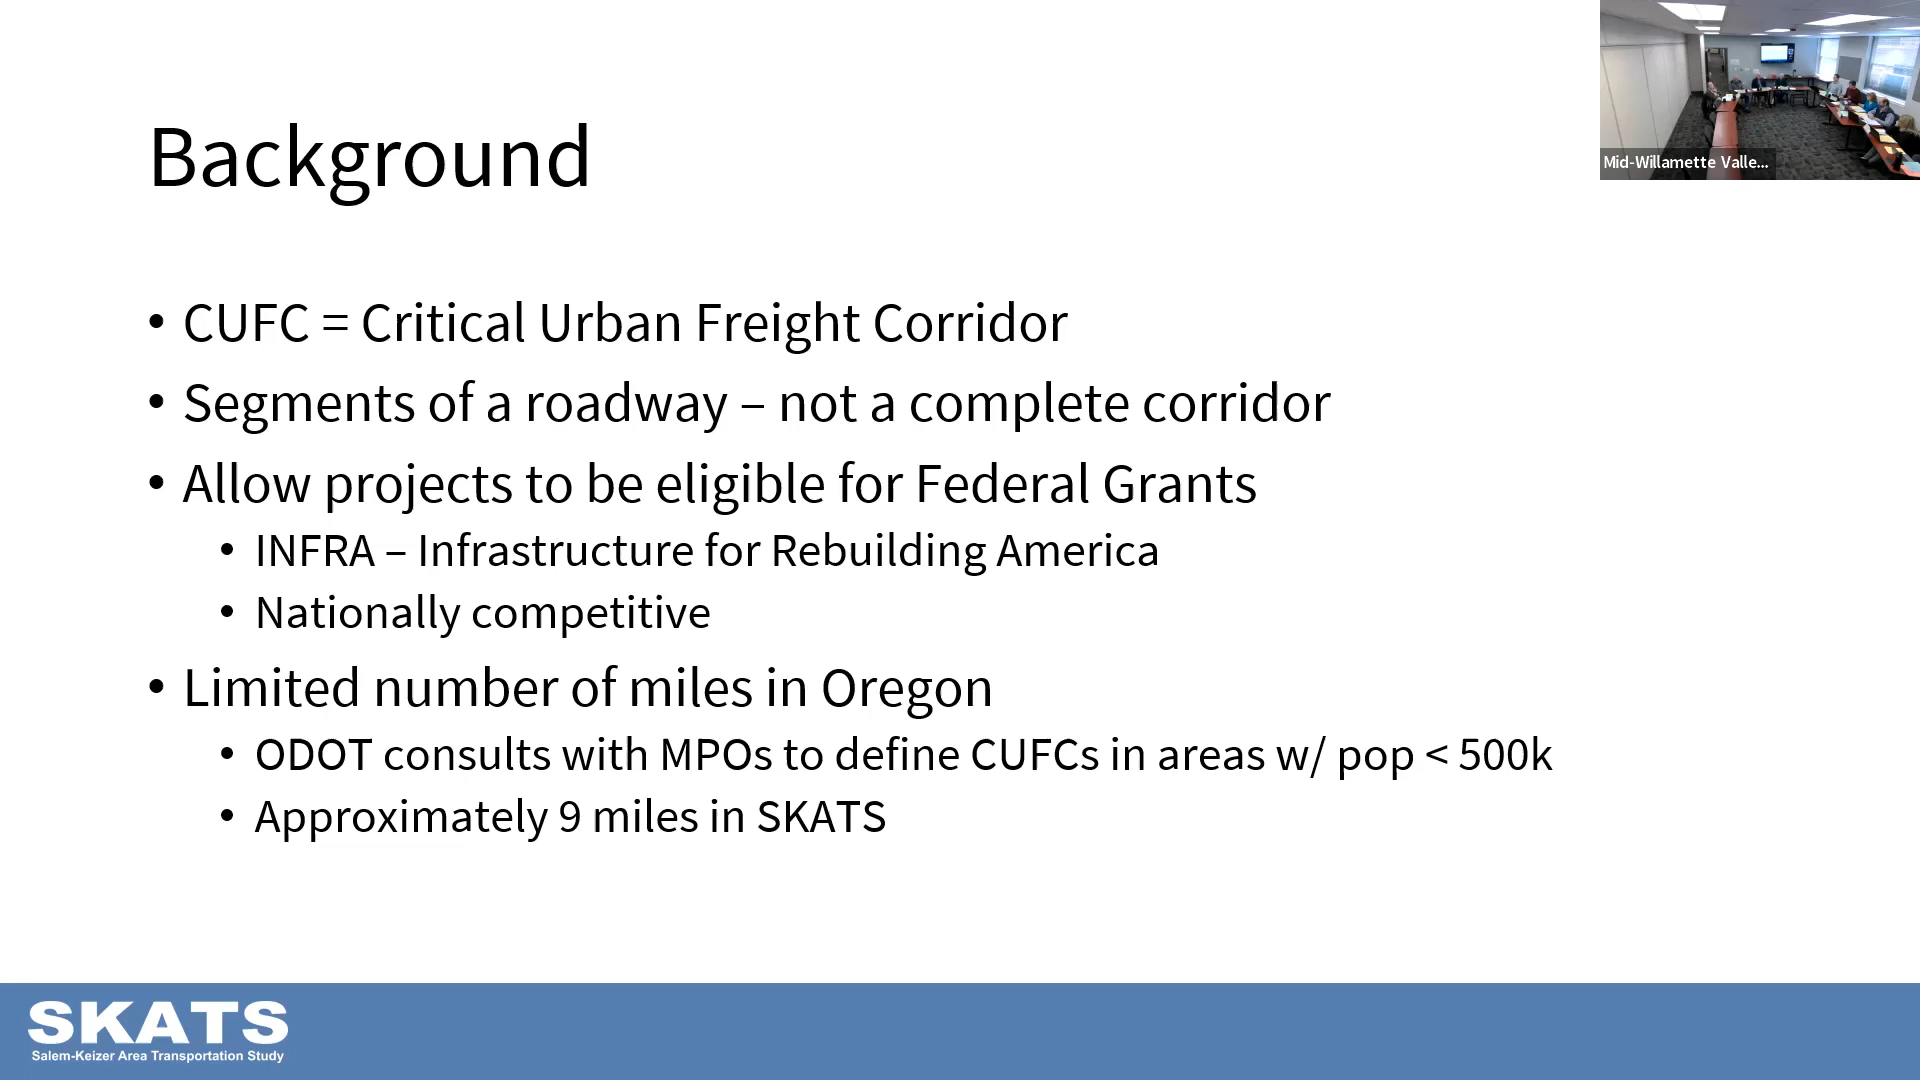 Background
• CUFC = Critical Urban Freight Corridor
• Segments of a roadway – not a complete corridor
• Allow projects to be eligible for Federal Grants
• INFRA – Infrastructure for Rebuilding America
• Nationally competitive
• Limited number of miles in Oregon
• ODOT consults with MPOs to define CUFCs in areas w/ pop < 500k
• Approximately 9 miles in SKATS
Mid-Willamette Valle...
SKATS
Salem-Keizer Area Transportation Study